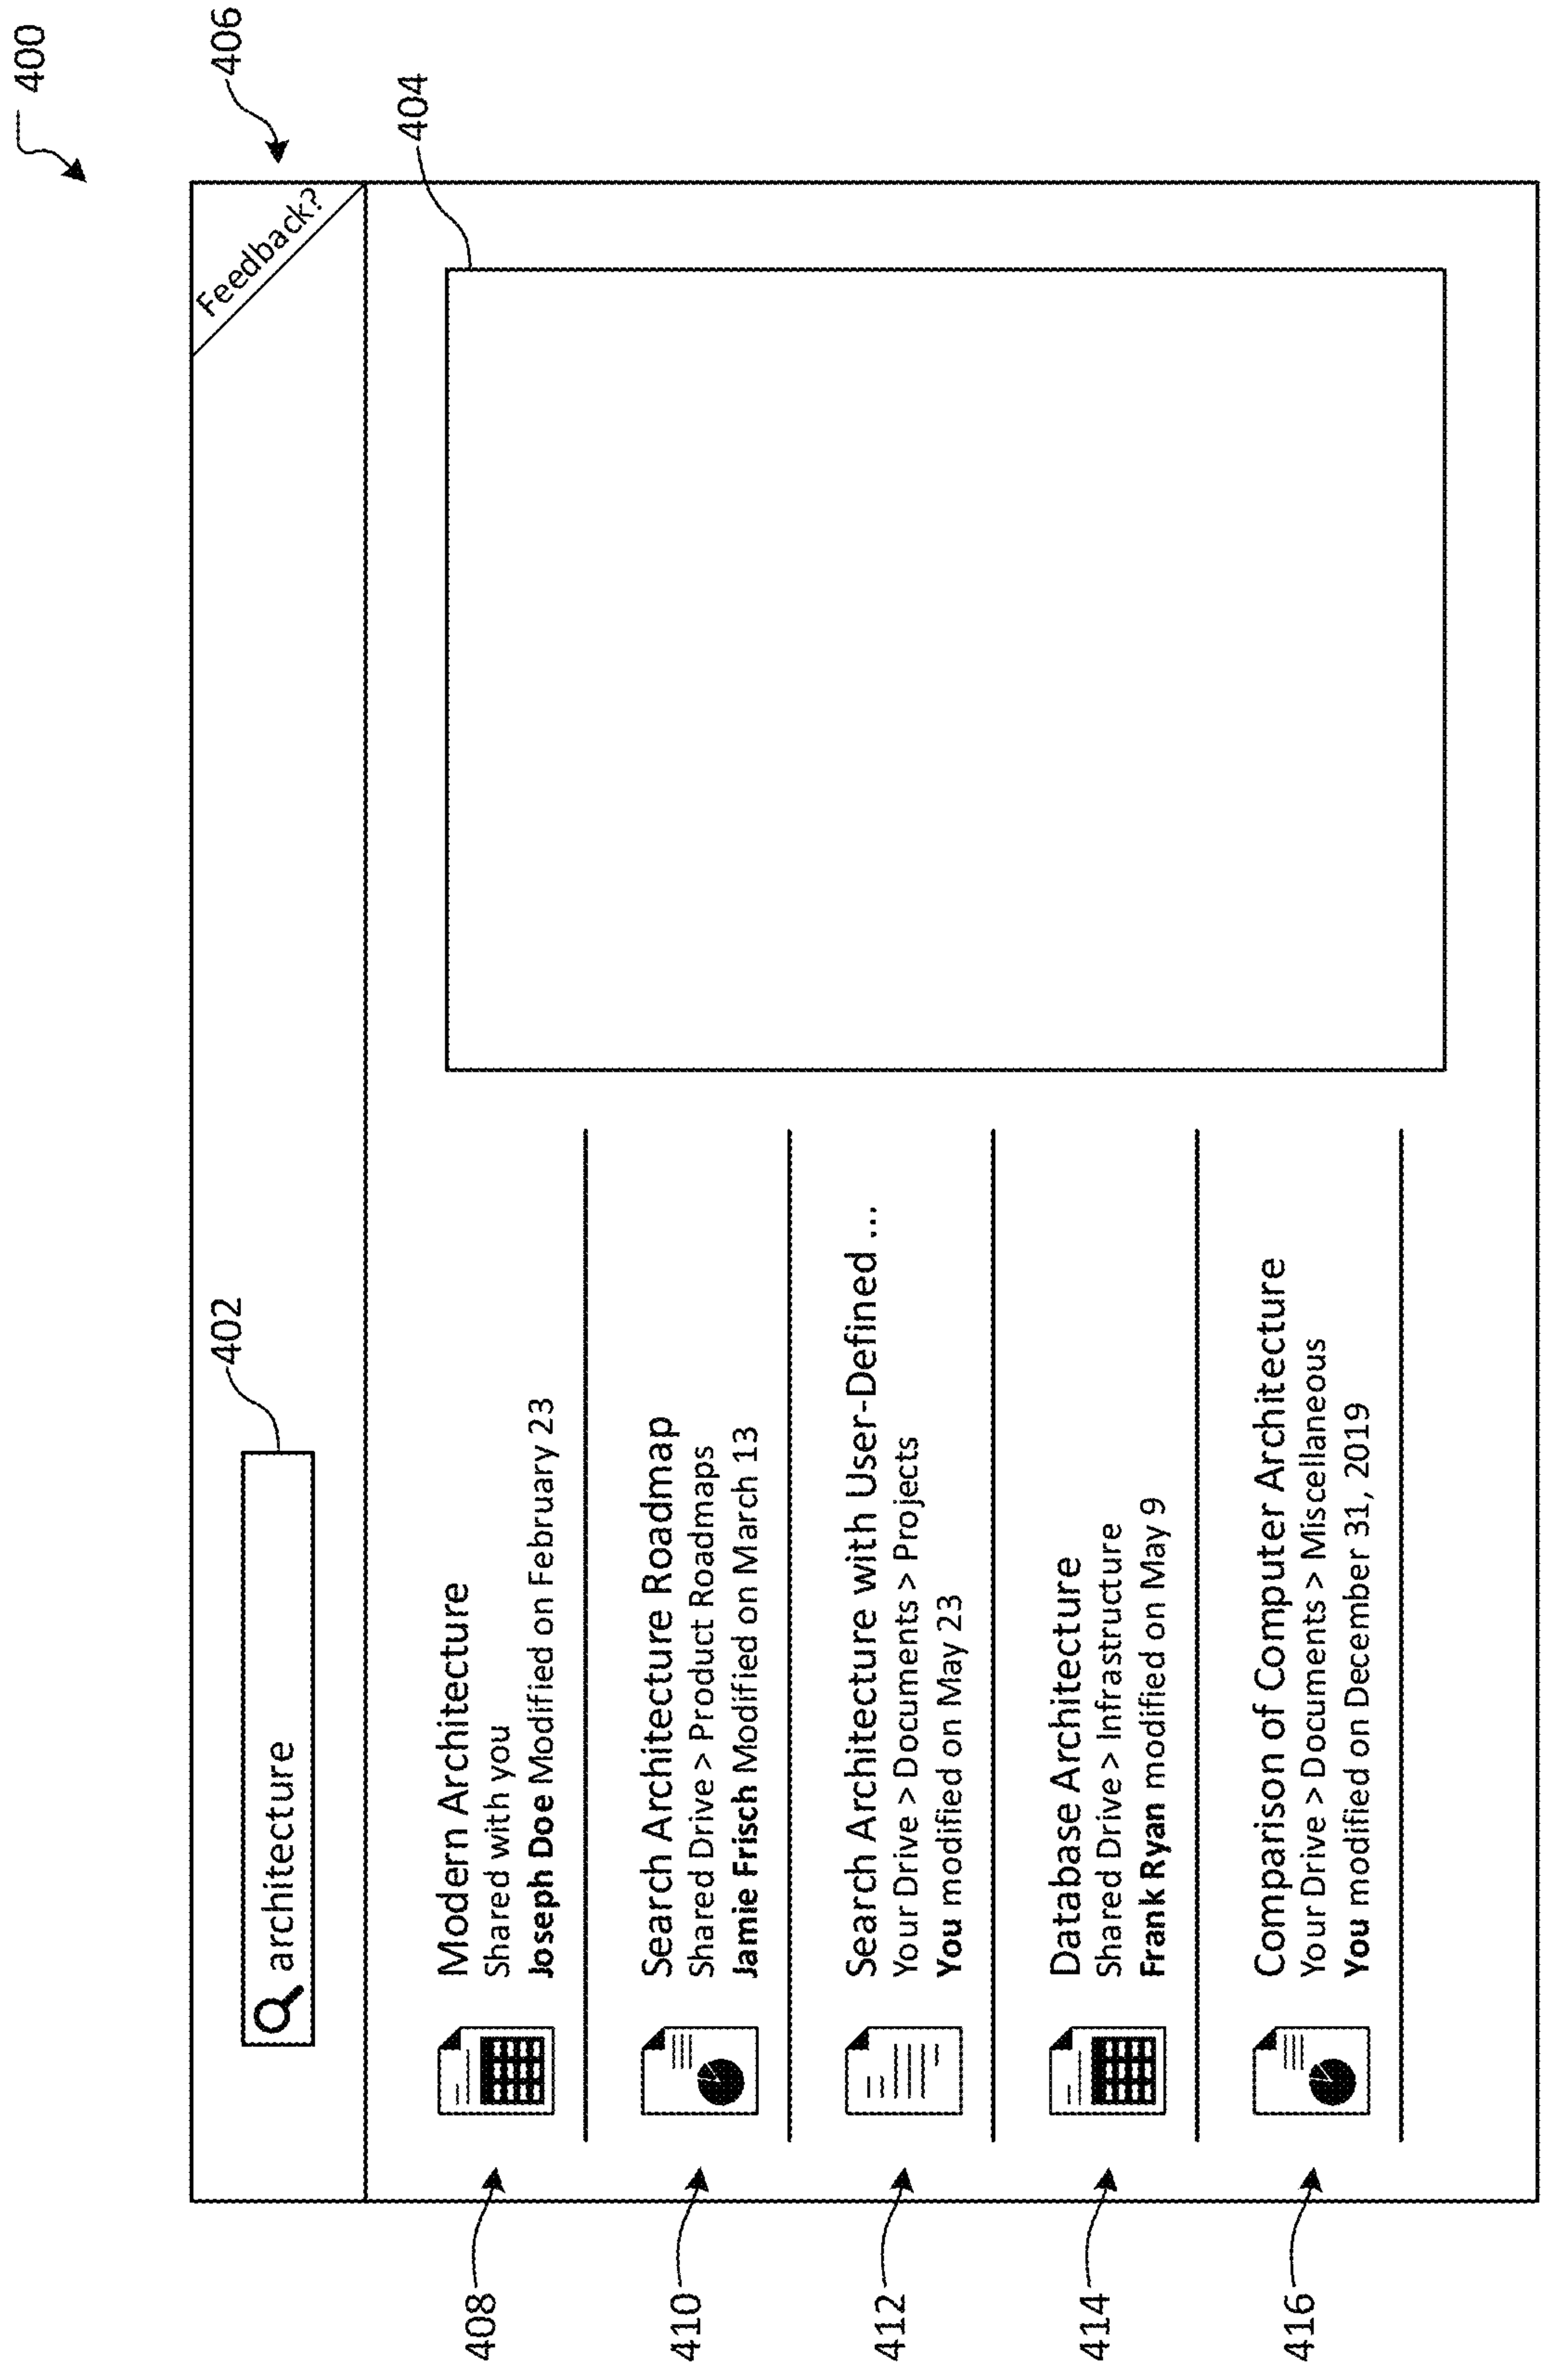 400
402
406
architecture
Feedback?
404
408
Modern Architecture
Shared with you
Joseph Doe Modified on February 23
410
Search Architecture Roadmap
Shared Drive > Product Roadmaps
Jamie Frisch Modified on March 13
412
Search Architecture with User-Defined ...
Your Drive > Documents > Projects
You modified on May 23
414
Database Architecture
Shared Drive > Infrastructure
Frank Ryan modified on May 9
416
Comparison of Computer Architecture
Your Drive > Documents > Miscellaneous
You modified on December 31, 2019